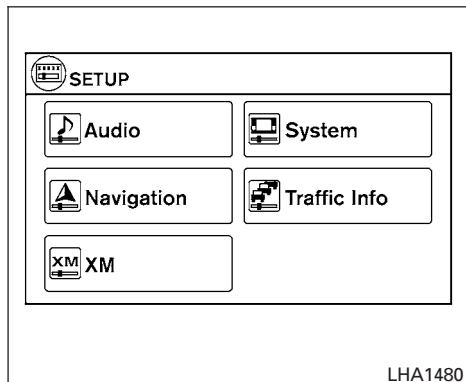 SETUP
Audio System
Navigation Traffic Info
XM XM
LHA1480